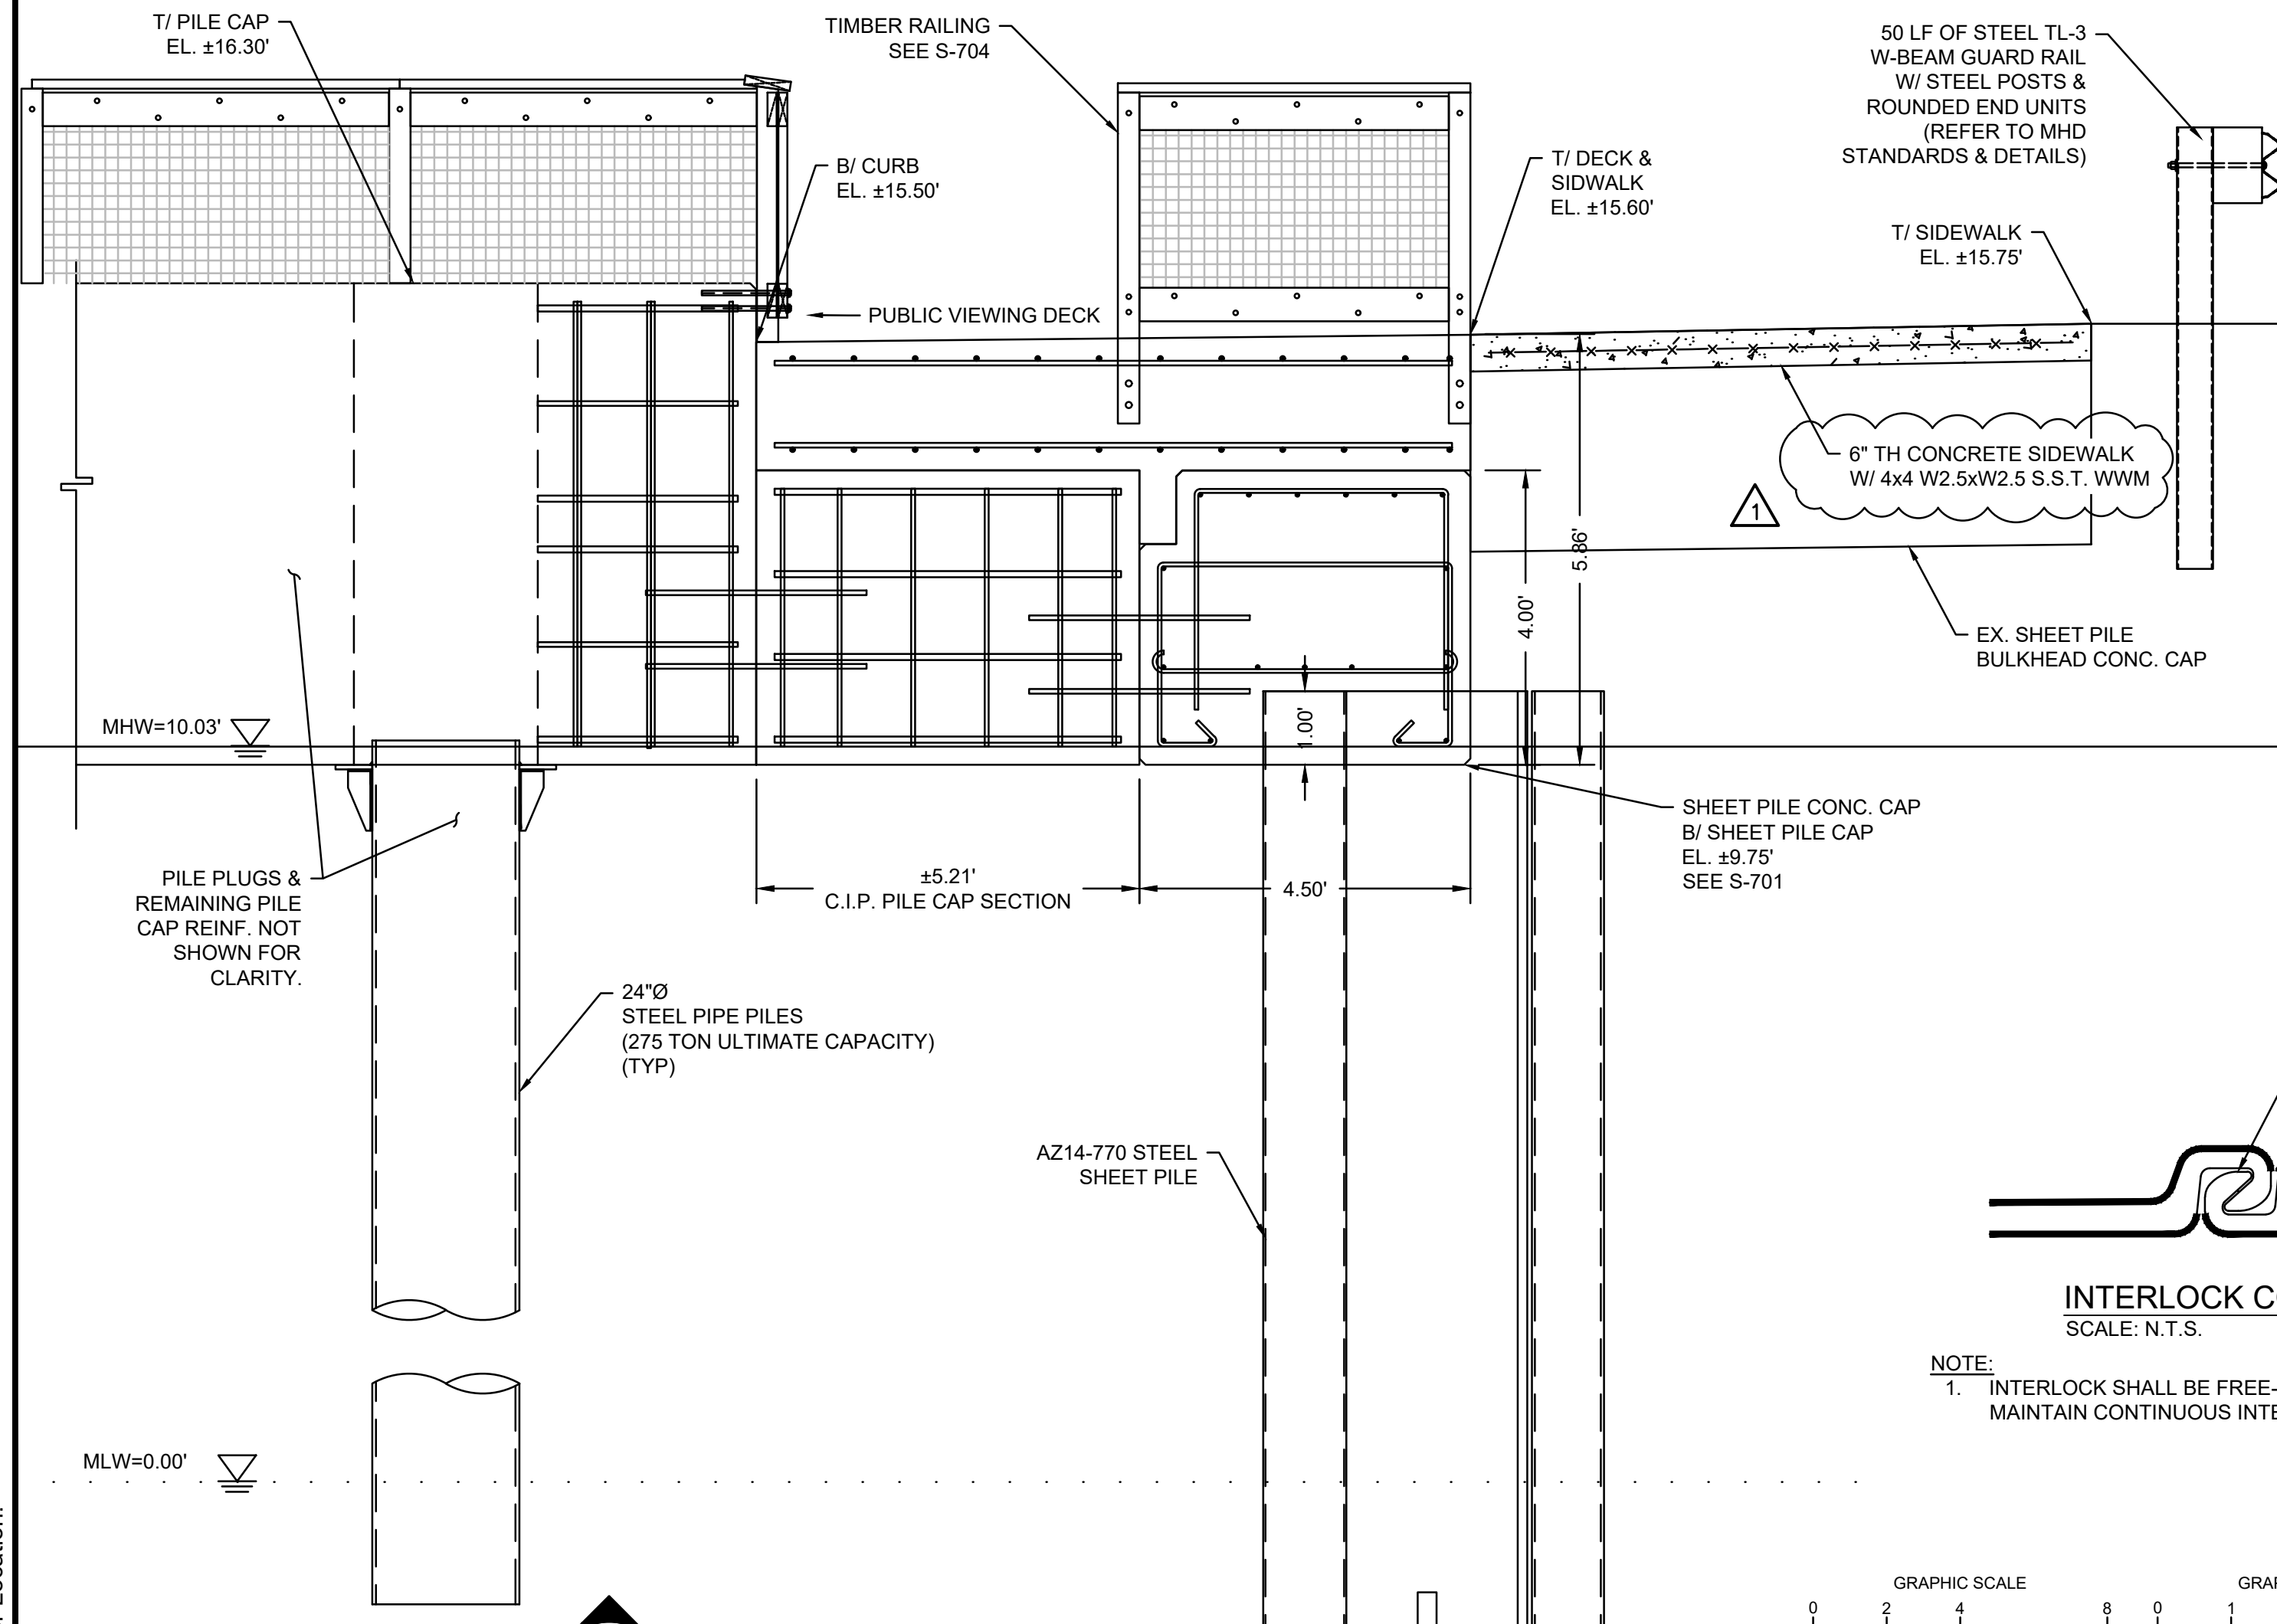 T/ PILE CAP
EL. ±16.30'
TIMBER RAILING
SEE S-704
50 LF OF STEEL TL-3
W-BEAM GUARD RAIL
W/ STEEL POSTS &
ROUNDED END UNITS
(REFER TO MHD
STANDARDS & DETAILS)
B/ CURB
EL. ±15.50'
T/ DECK &
SIDWALK
EL. ±15.60'
T/ SIDEWALK
EL. ±15.75'
PUBLIC VIEWING DECK
6" TH CONCRETE SIDEWALK
W/ 4x4 W2.5xW2.5 S.S.T. WWM
1
5.86'
4.00'
EX. SHEET PILE
BULKHEAD CONC. CAP
MHW=10.03'
1.00'
SHEET PILE CONC. CAP
B/ SHEET PILE CAP
EL. ±9.75'
SEE S-701
±5.21'
C.I.P. PILE CAP SECTION
4.50'
PILE PLUGS &
REMAINING PILE
CAP REINF. NOT
SHOWN FOR
CLARITY.
24"Ø
STEEL PIPE PILES
(275 TON ULTIMATE CAPACITY)
(TYP)
AZ14-770 STEEL
SHEET PILE
INTERLOCK
SCALE: N.T.S.
NOTE:
1. INTERLOCK SHALL BE FREE-
MAINTAIN CONTINUOUS
MLW=0.00'
GRAPHIC SCALE
0 2 4 8 0 1